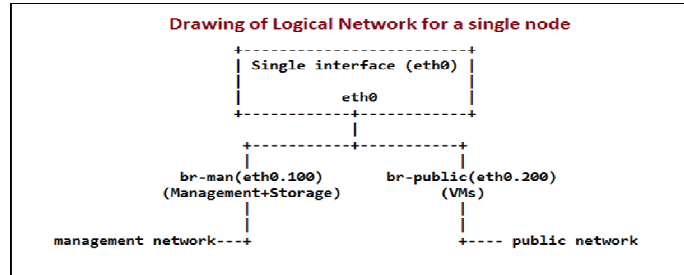 Drawing of Logical Network for a single node
Single interface (eth0)
eth0
br-man(eth0.100) br-public(eth0.200)
(Management+Storage) (VMs)
management network---+ +---- public network